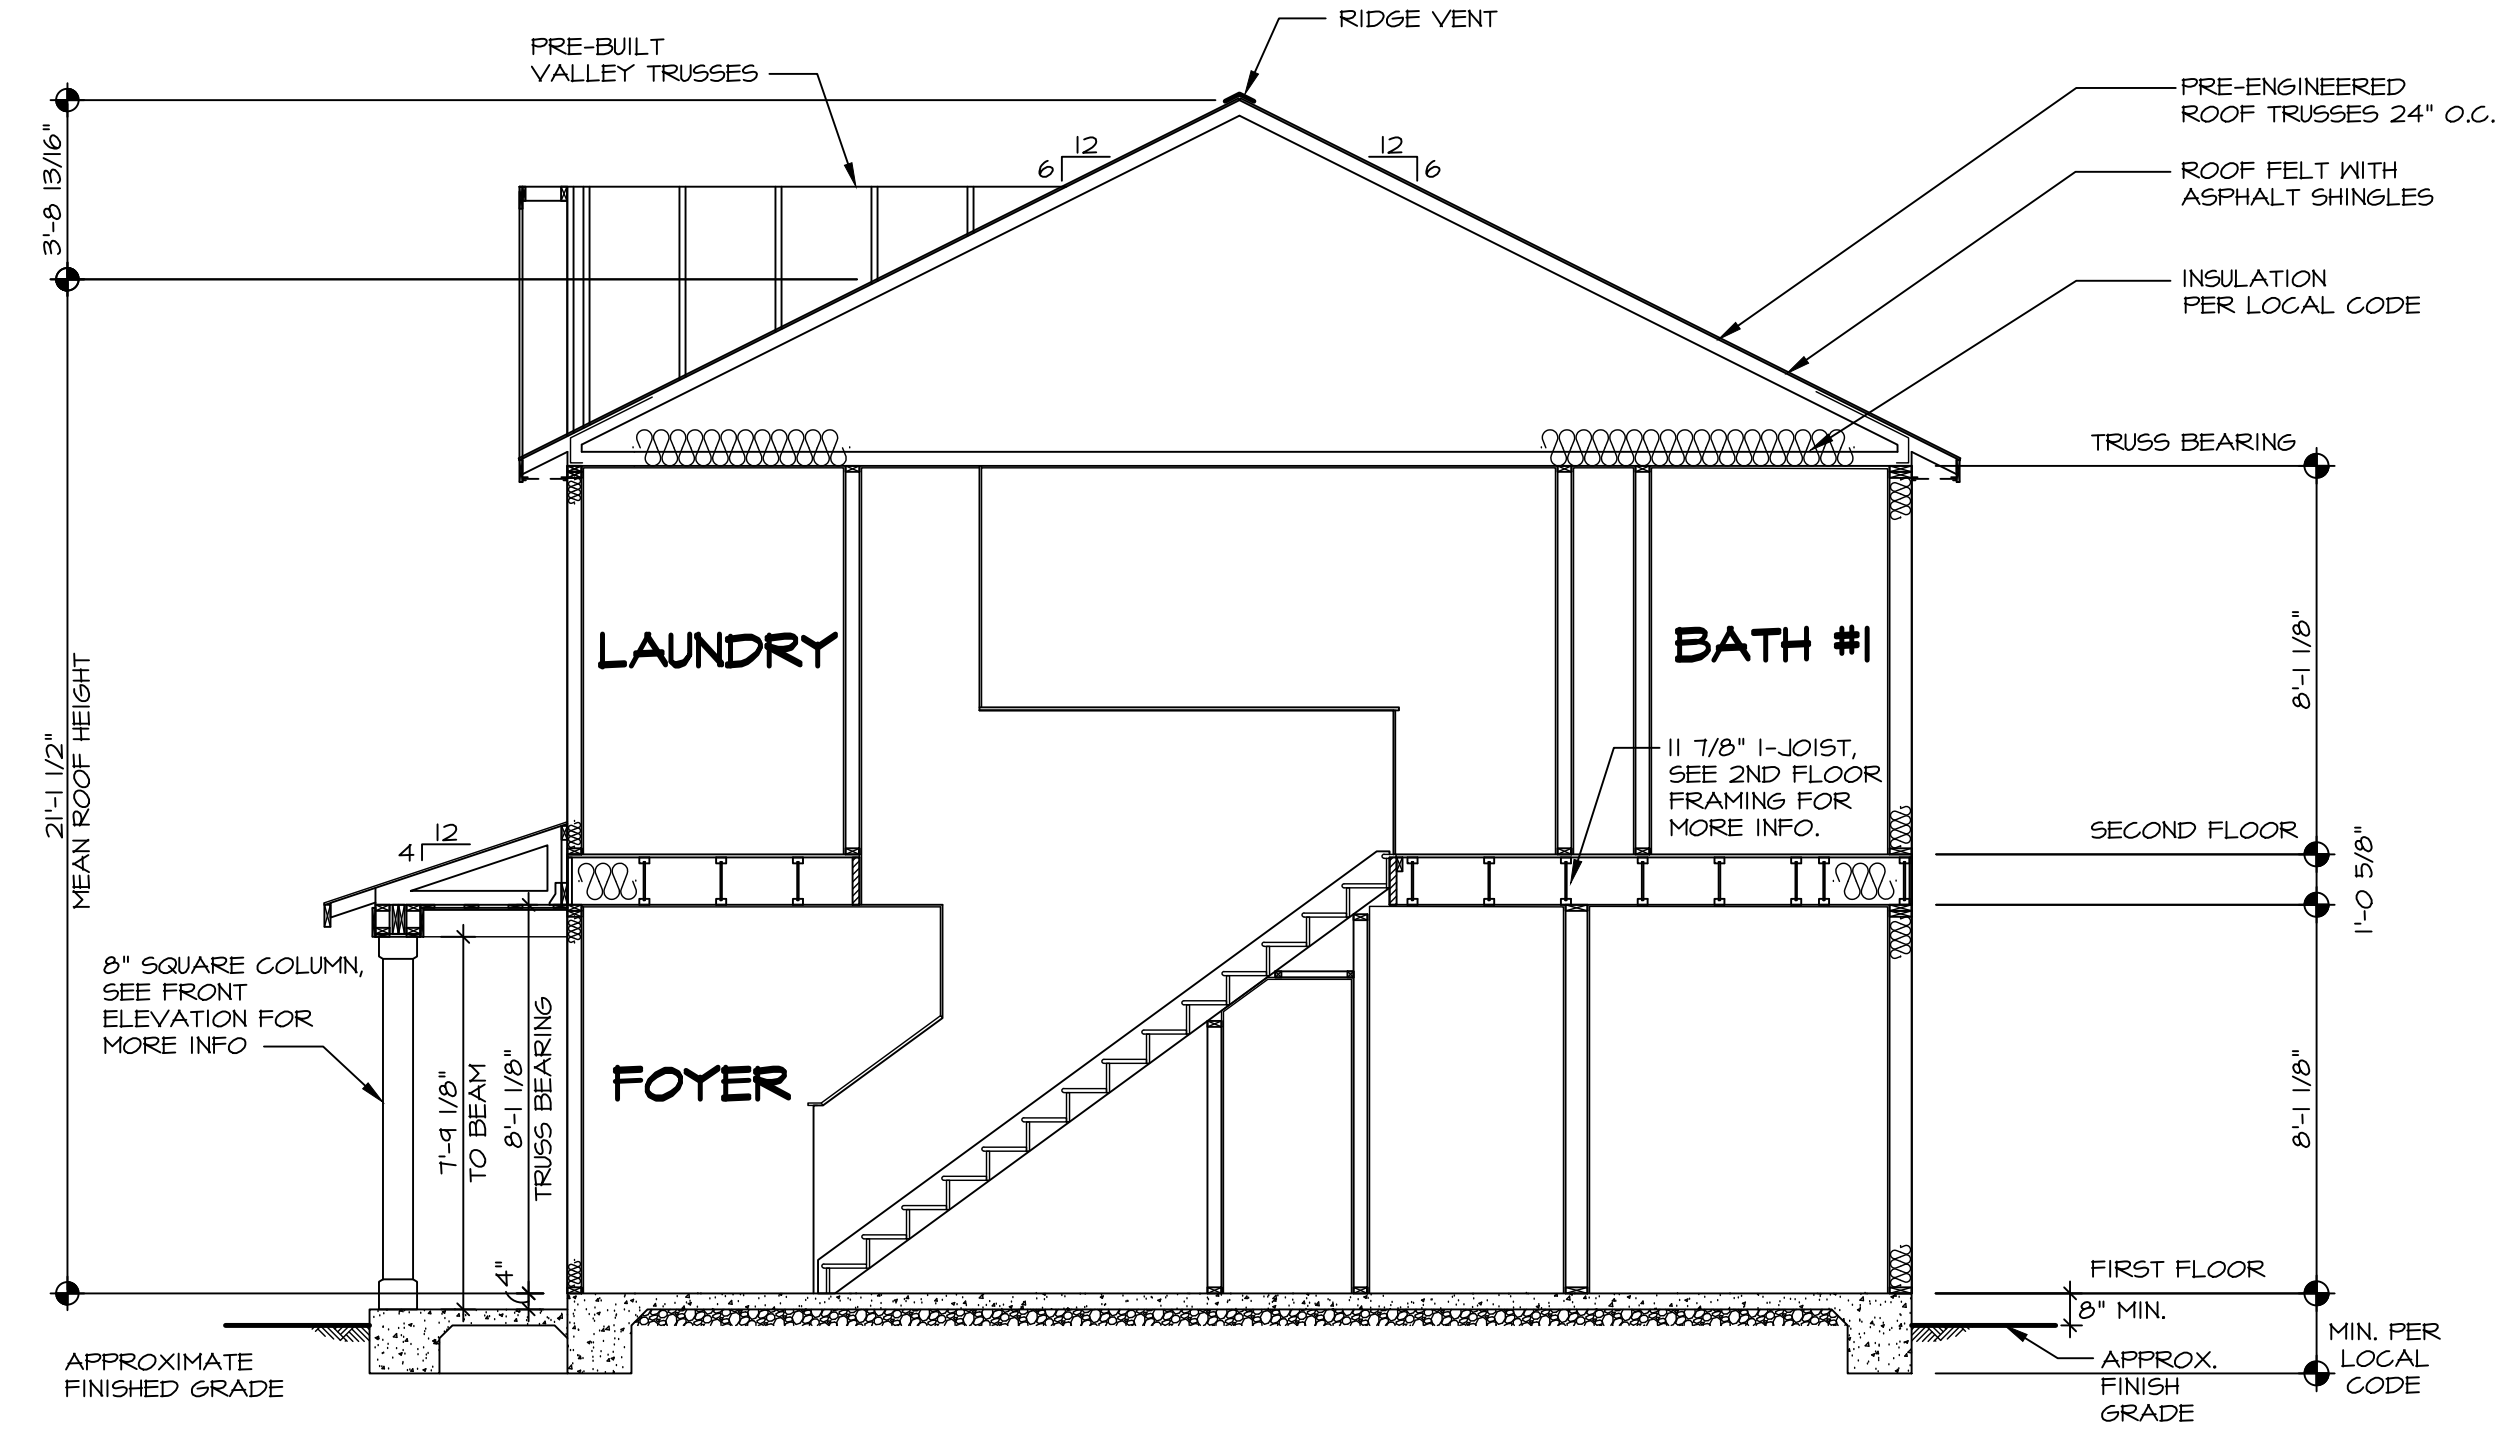 RIDGE VENT
PRE-BUILT
VALLEY TRUSSES
PRE-ENGINEERED
ROOF TRUSSES 24" O.C.
12
6
12
6
ROOF FELT WITH
ASPHALT SHINGLES
3'-8 13/16"
INSULATION
PER LOCAL CODE
TRUSS BEARING
LAUNDRY
BATH #1
8'-1 1/8"
21'-1 1/2"
MEAN ROOF HEIGHT
11 7/8" I-JOIST,
SEE 2ND FLOOR
FRAMING FOR
MORE INFO.
12
4
SECOND FLOOR
1'-0 5/8"
8" SQUARE COLUMN,
SEE FRONT
ELEVATION FOR
MORE INFO
7'-9 1/8"
TO BEAM
8'-1 1/8"
TRUSS BEARING
FOYER
8'-1 1/8"
4"
FIRST FLOOR
8" MIN.
MIN. PER
LOCAL
CODE
APPROXIMATE
FINISHED GRADE
APPROX.
FINISH
GRADE